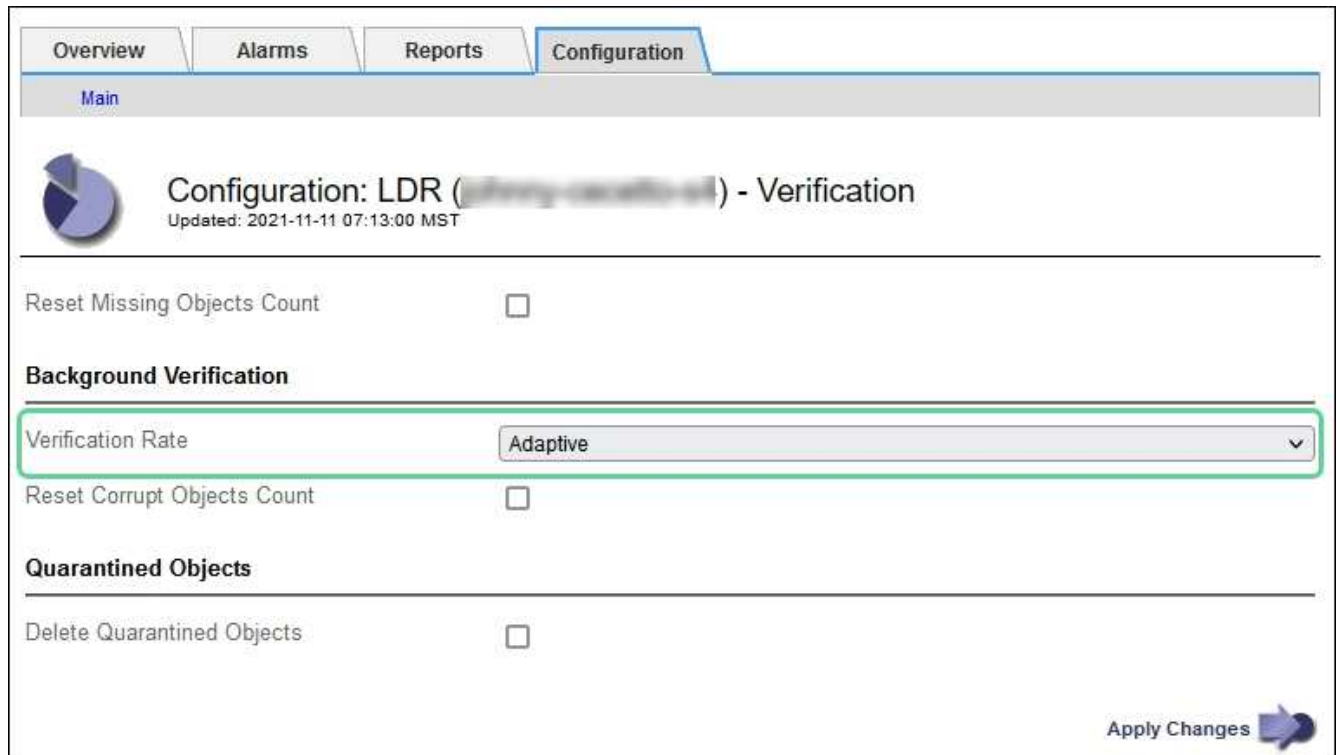 Overview Alarms Reports Configuration
Main
Configuration: LDR ( ) - Verification
Updated: 2021-11-11 07:13:00 MST
Reset Missing Objects Count
Background Verification
Verification Rate Adaptive
Reset Corrupt Objects Count
Quarantined Objects
Delete Quarantined Objects
Apply Changes